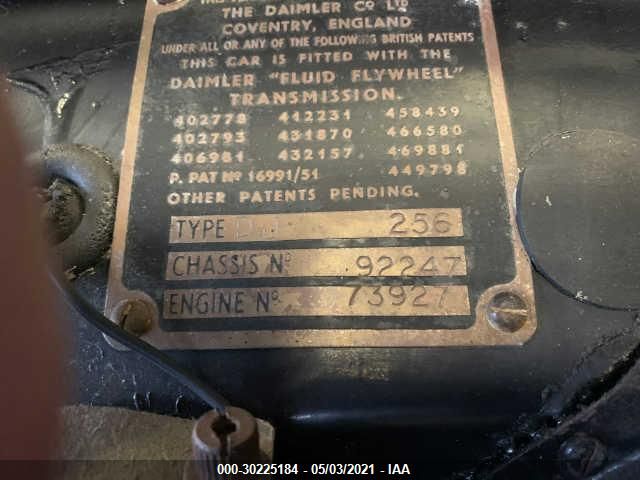 THE DAIMLER CO LTD
COVENTRY, ENGLAND
UNDER ALL OR ANY OF THE FOLLOWING BRITISH PATENTS
THIS CAR IS FITTED WITH THE
DAIMLER "FLUID FLYWHEEL"
TRANSMISSION.
402778 412231 458439
402793 431870 466580
406981 432157 469881
P. PAT Nº 16991/51 449798
OTHER PATENTS PENDING.
TYPE 256
CHASSIS Nº 92247
ENGINE Nº 73927
000-30225184 - 05/03/2021 - IAA